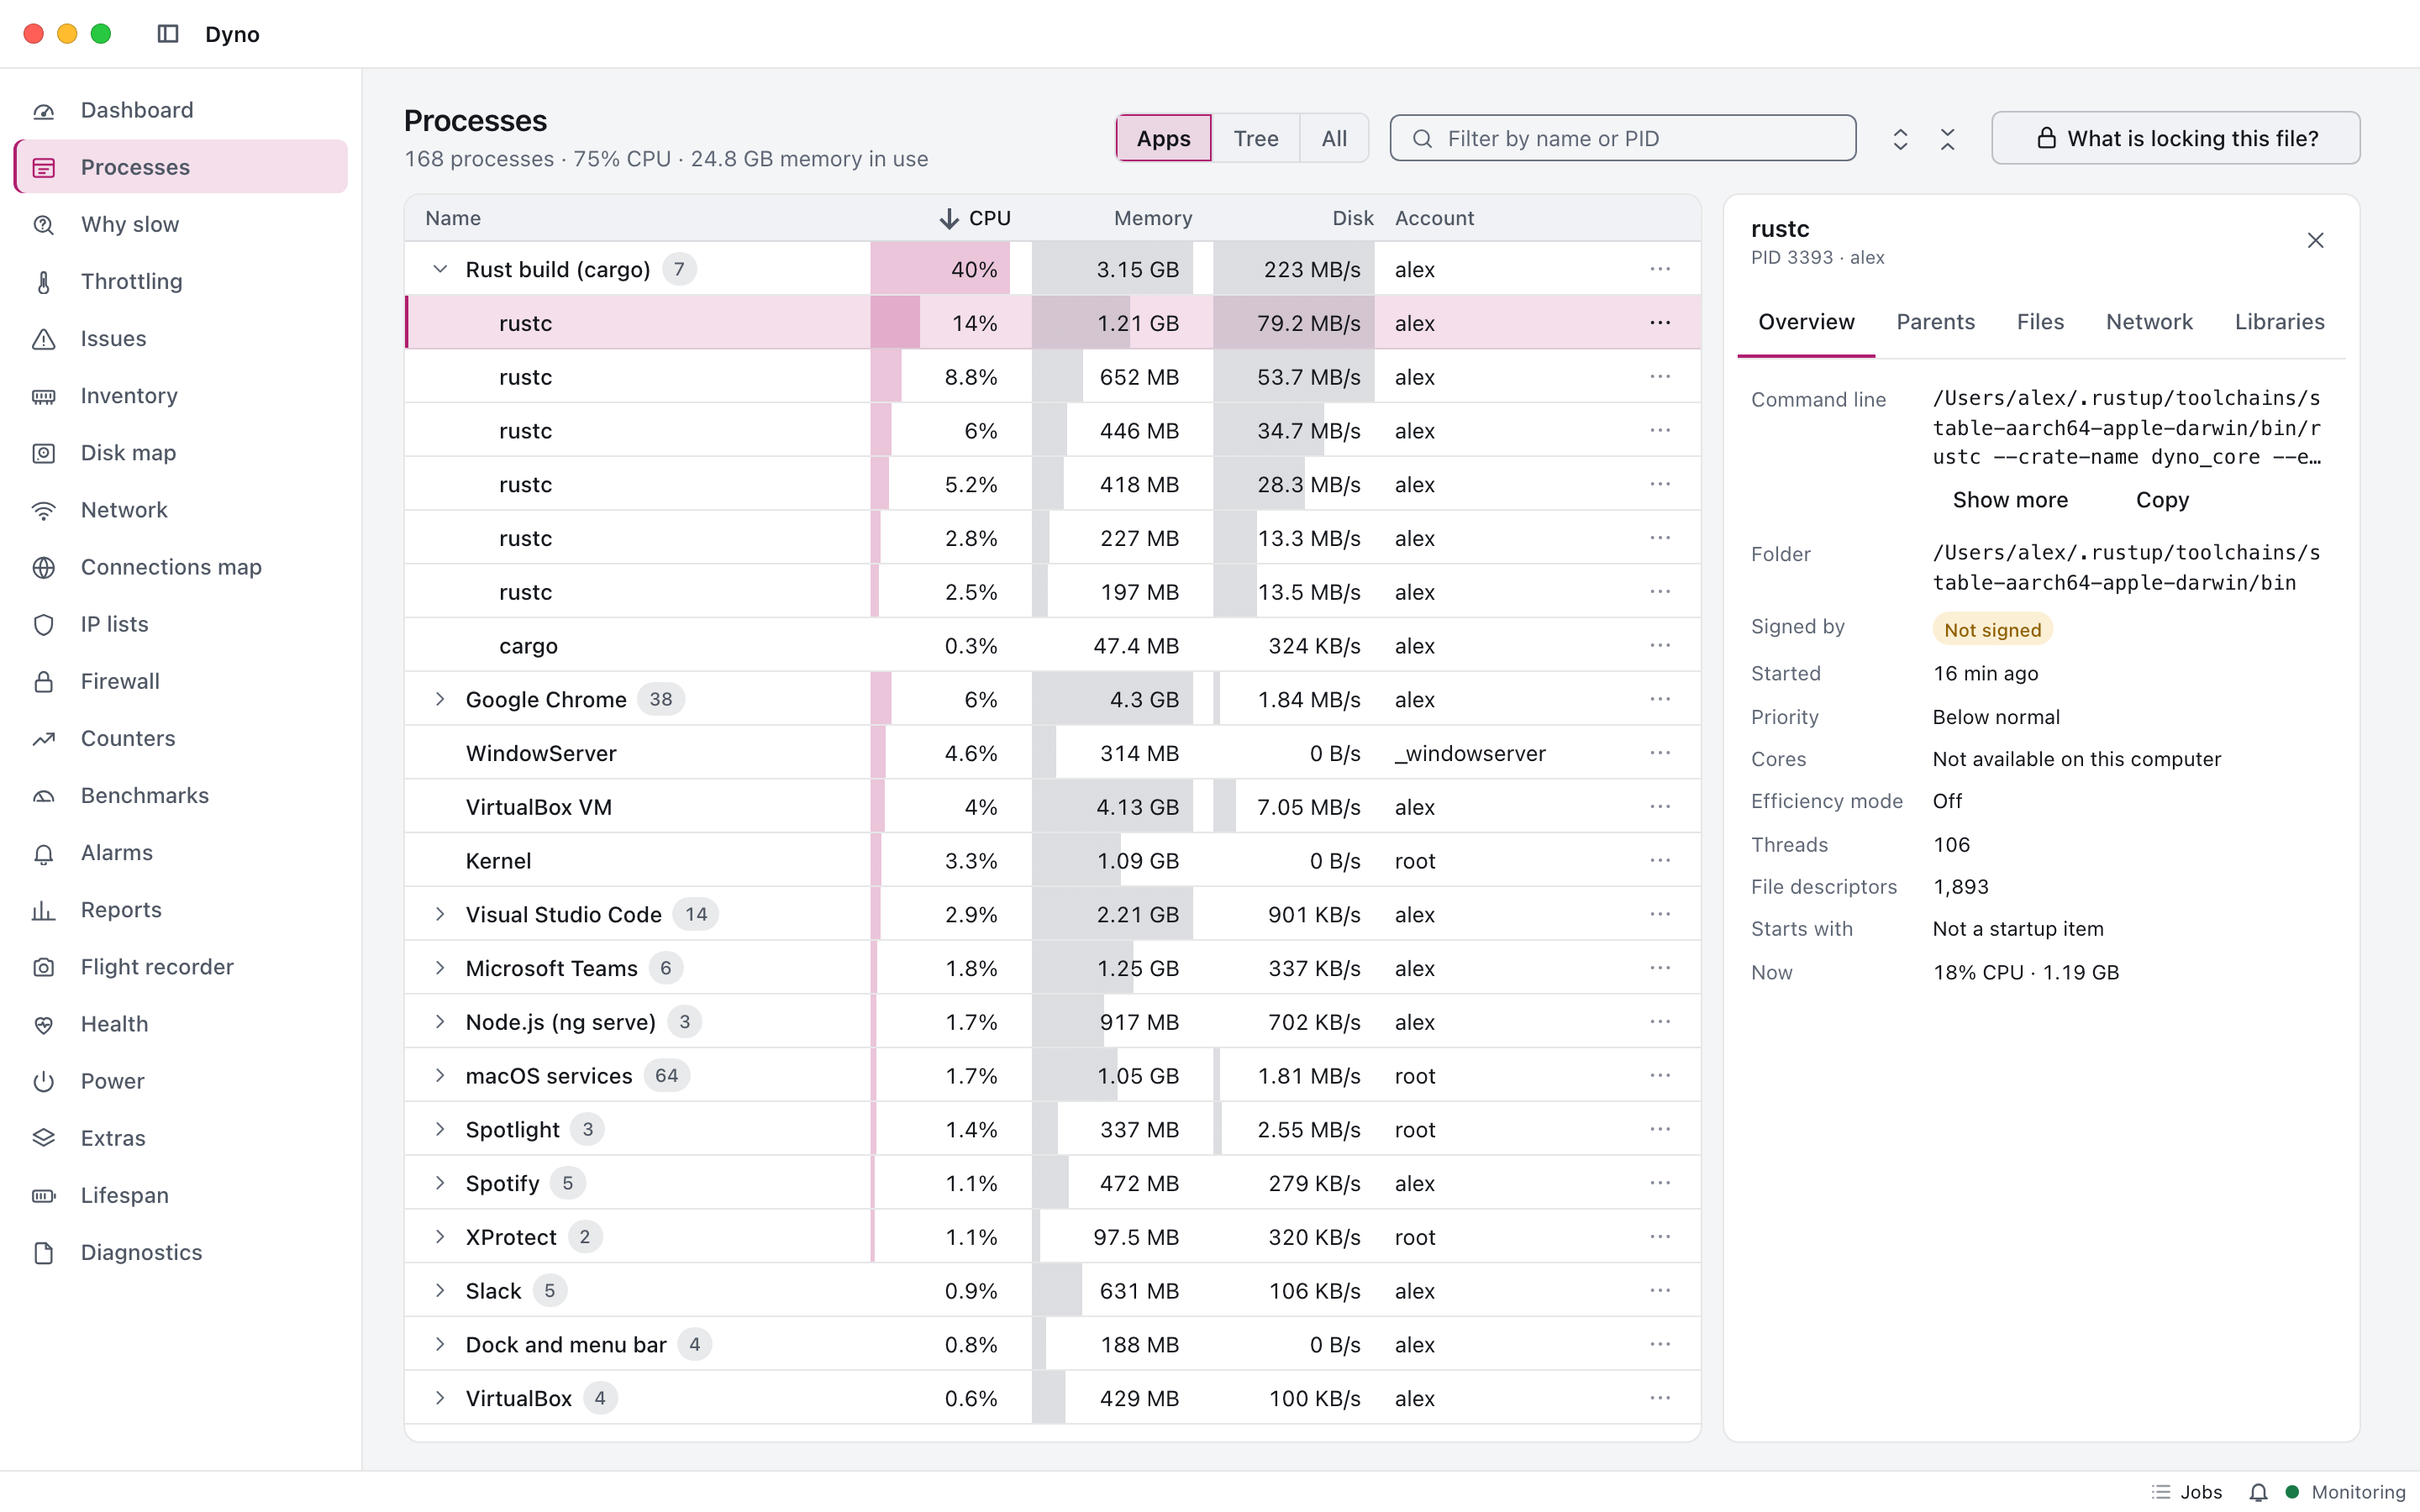 Dyno
Dashboard
Processes
Why slow
Throttling
Issues
Inventory
Disk map
Network
Connections map
IP lists
Firewall
Counters
Benchmarks
Alarms
Reports
Flight recorder
Health
Power
Extras
Lifespan
Diagnostics
Processes
168 processes · 75% CPU · 24.8 GB memory in use
Apps Tree All
Filter by name or PID
What is locking this file?
Name CPU Memory Disk Account
Rust build (cargo) 7 40% 3.15 GB 223 MB/s alex
rustc 14% 1.21 GB 79.2 MB/s alex
rustc 8.8% 652 MB 53.7 MB/s alex
rustc 6% 446 MB 34.7 MB/s alex
rustc 5.2% 418 MB 28.3 MB/s alex
rustc 2.8% 227 MB 13.3 MB/s alex
rustc 2.5% 197 MB 13.5 MB/s alex
cargo 0.3% 47.4 MB 324 KB/s alex
Google Chrome 38 6% 4.3 GB 1.84 MB/s alex
WindowServer 4.6% 314 MB 0 B/s _windowserver
VirtualBox VM 4% 4.13 GB 7.05 MB/s alex
Kernel 3.3% 1.09 GB 0 B/s root
Visual Studio Code 14 2.9% 2.21 GB 901 KB/s alex
Microsoft Teams 6 1.8% 1.25 GB 337 KB/s alex
Node.js (ng serve) 3 1.7% 917 MB 702 KB/s alex
macOS services 64 1.7% 1.05 GB 1.81 MB/s root
Spotlight 3 1.4% 337 MB 2.55 MB/s root
Spotify 5 1.1% 472 MB 279 KB/s alex
XProtect 2 1.1% 97.5 MB 320 KB/s root
Slack 5 0.9% 631 MB 106 KB/s alex
Dock and menu bar 4 0.8% 188 MB 0 B/s alex
VirtualBox 4 0.6% 429 MB 100 KB/s alex
rustc
PID 3393 · alex
Overview Parents Files Network Libraries
Command line /Users/alex/.rustup/toolchains/s
table-aarch64-apple-darwin/bin/r
ustc --crate-name dyno_core --e…
Show more Copy
Folder /Users/alex/.rustup/toolchains/s
table-aarch64-apple-darwin/bin
Signed by Not signed
Started 16 min ago
Priority Below normal
Cores Not available on this computer
Efficiency mode Off
Threads 106
File descriptors 1,893
Starts with Not a startup item
Now 18% CPU · 1.19 GB
Jobs Monitoring